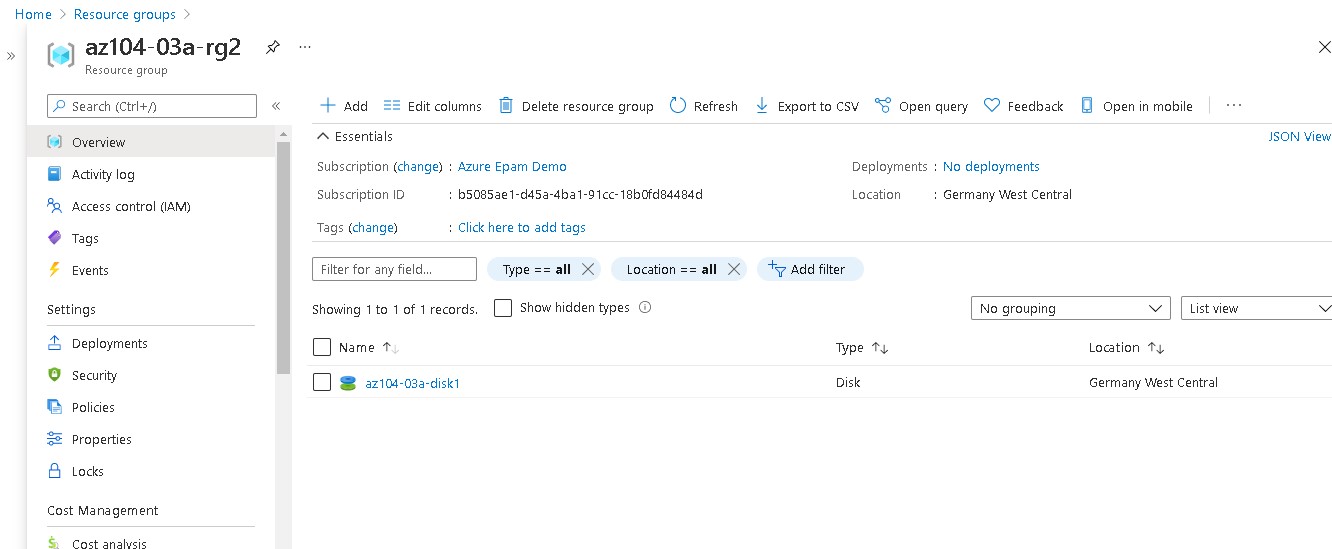 Home > Resource groups >
»
az104-03a-rg2 ...
Resource group
Search (Ctrl+/) «
Overview
Activity log
Access control (IAM)
Tags
Events
Settings
Deployments
Security
Policies
Properties
Locks
Cost Management
Cost analysis
Add Edit columns Delete resource group Refresh Export to CSV Open query Feedback Open in mobile ...
Essentials JSON View
Subscription (change) : Azure Epam Demo Deployments : No deployments
Subscription ID : b5085ae1-d45a-4ba1-91cc-18b0fd84484d Location : Germany West Central
Tags (change) : Click here to add tags
Filter for any field... Type == all Location == all Add filter
Showing 1 to 1 of 1 records. Show hidden types No grouping List view
Name Type Location
az104-03a-disk1 Disk Germany West Central